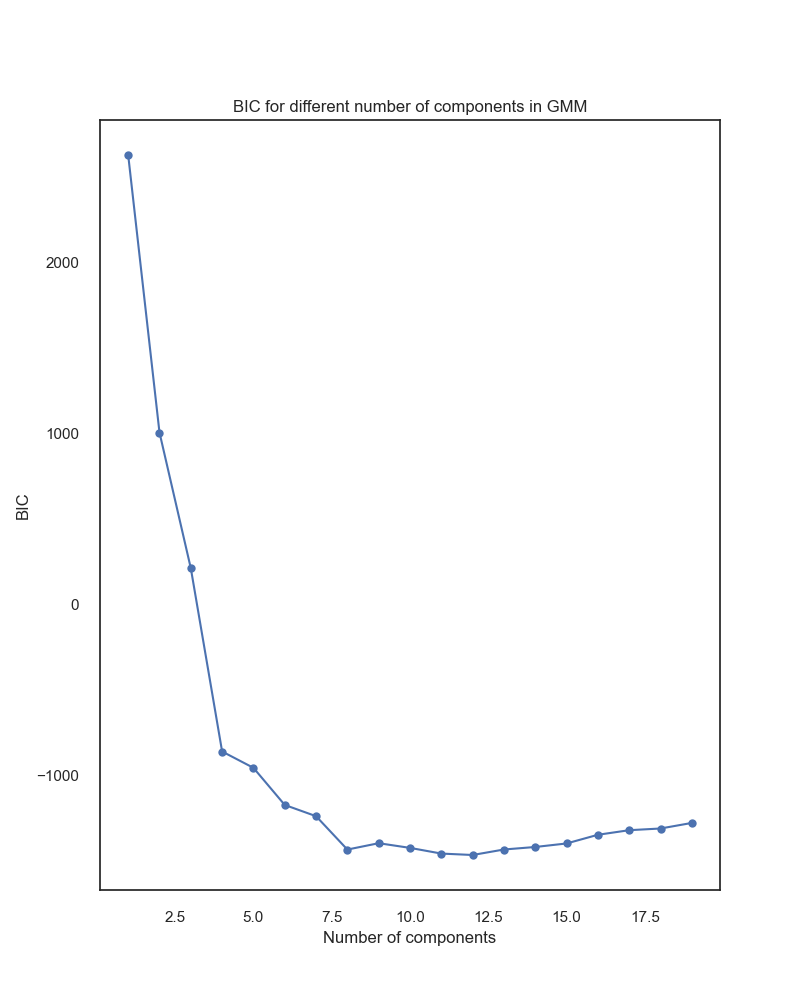 BIC for different number of components in GMM
2000
1000
0
−1000
BIC
2.5 5.0 7.5 10.0 12.5 15.0 17.5
Number of components